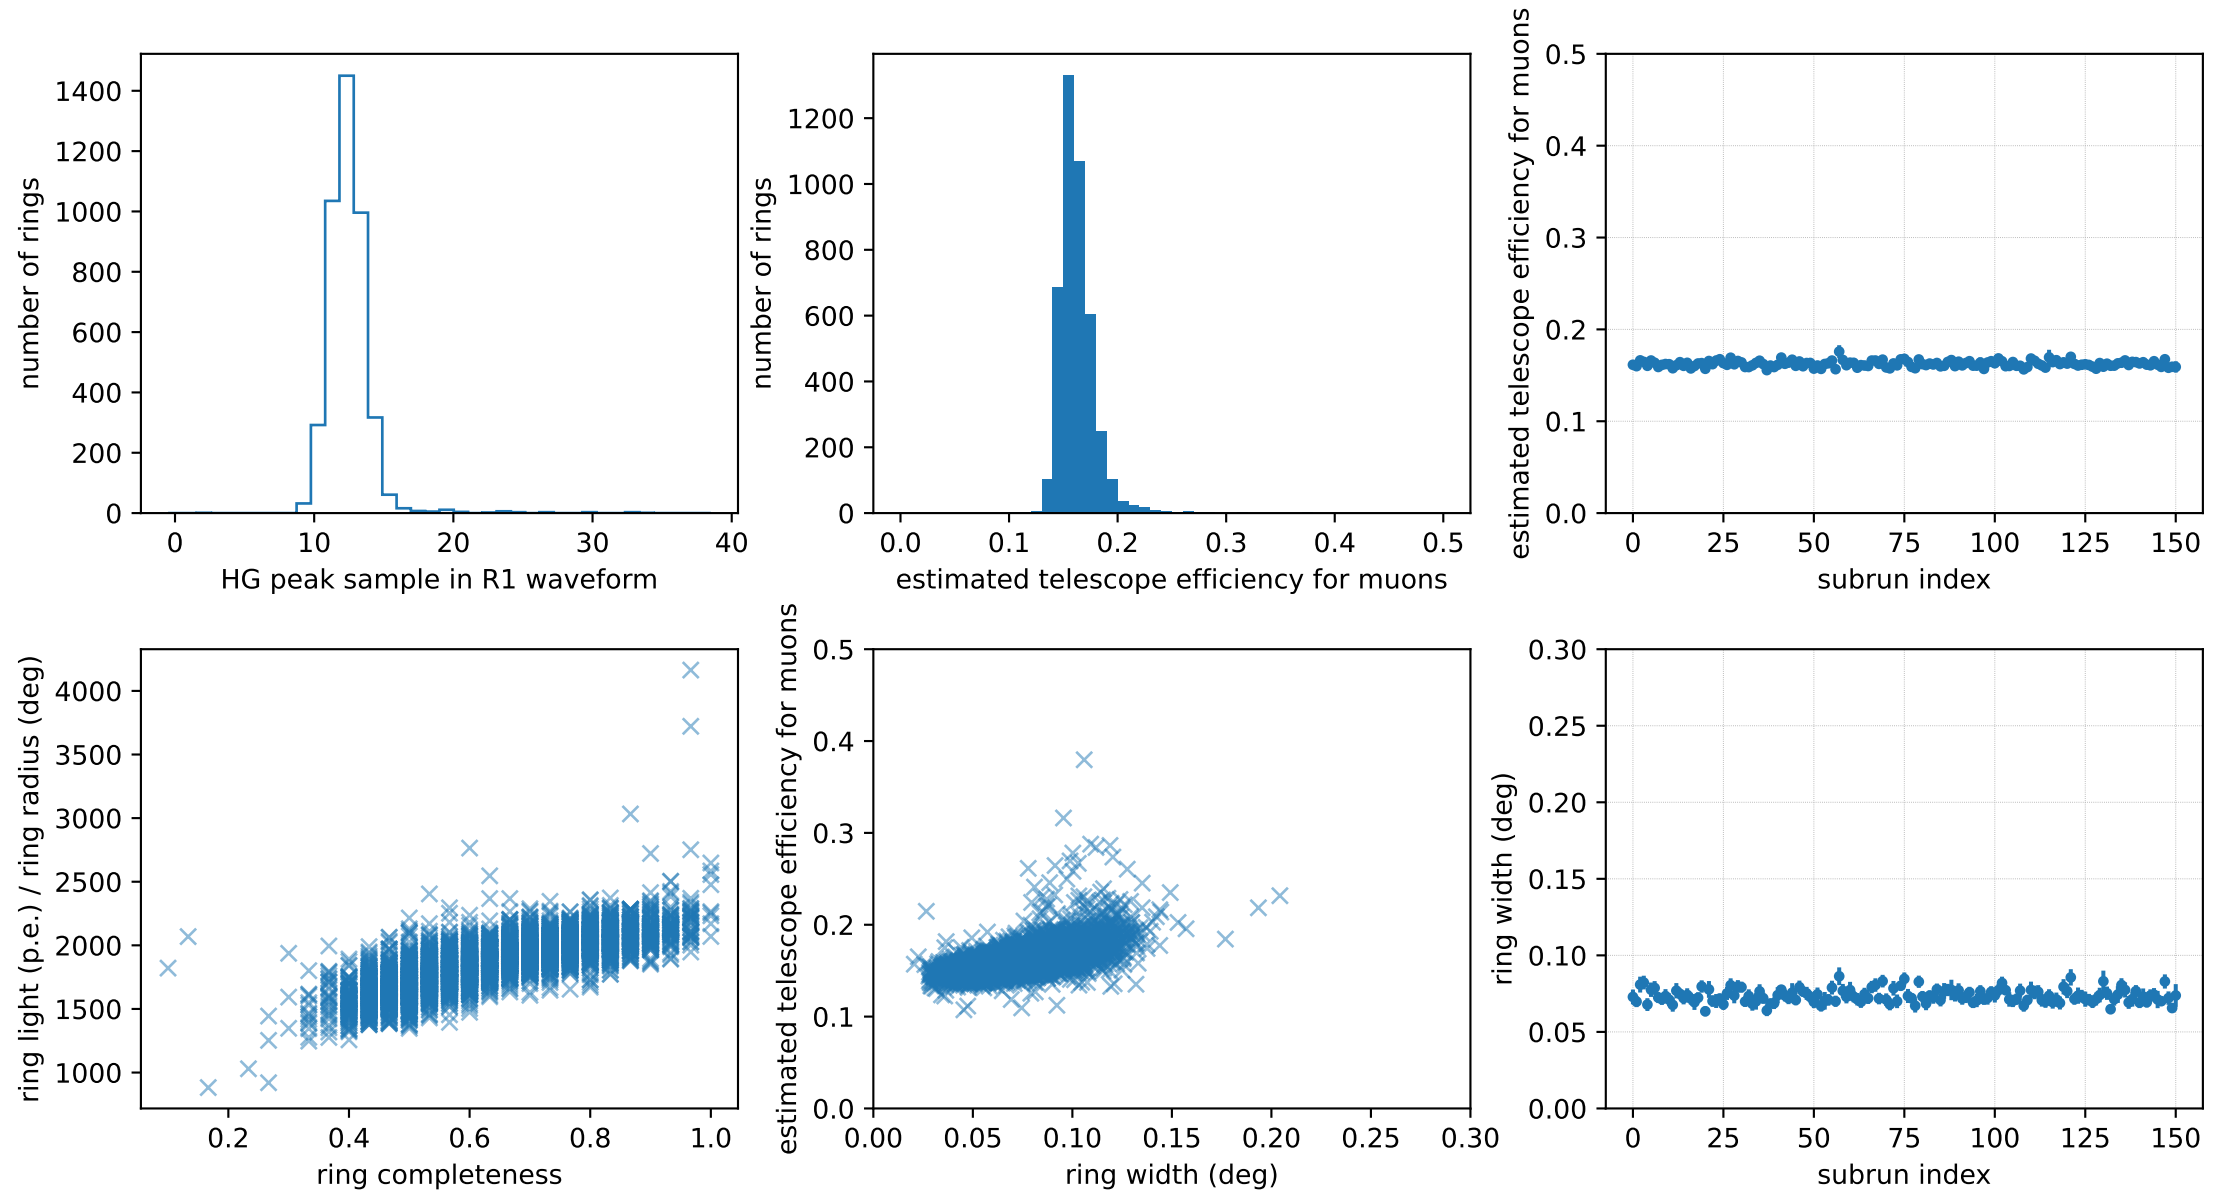 number of rings
1400
1200
1000
800
600
400
200
0
0 10 20 30 40
HG peak sample in R1 waveform
number of rings
1200
1000
800
600
400
200
0
0.0 0.1 0.2 0.3 0.4 0.5
estimated telescope efficiency for muons
estimated telescope efficiency for muons
0.5
0.4
0.3
0.2
0.1
0.0
0 25 50 75 100 125 150
subrun index
ring light (p.e.) / ring radius (deg)
4000
3500
3000
2500
2000
1500
1000
0.2 0.4 0.6 0.8 1.0
ring completeness
estimated telescope efficiency for muons
0.5
0.4
0.3
0.2
0.1
0.0
0.00 0.05 0.10 0.15 0.20 0.25 0.30
ring width (deg)
ring width (deg)
0.30
0.25
0.20
0.15
0.10
0.05
0.00
0 25 50 75 100 125 150
subrun index